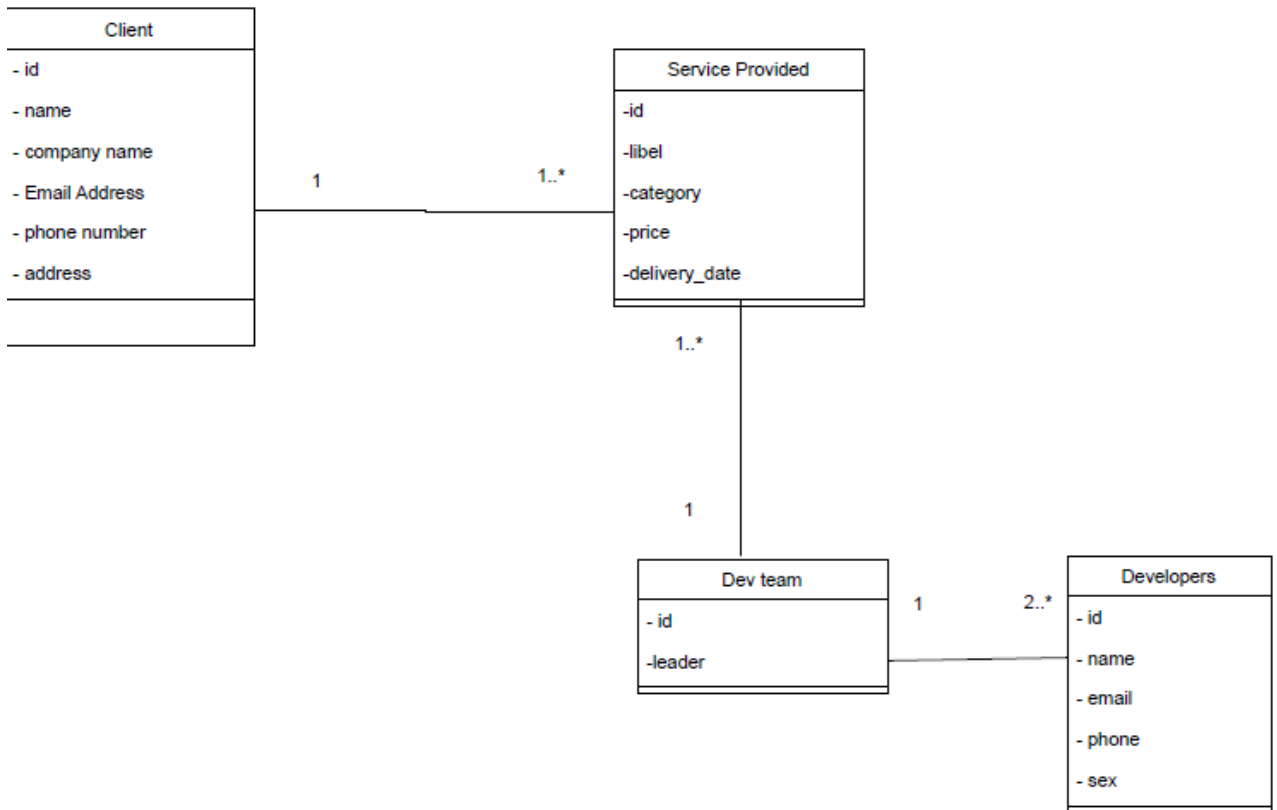 Client
- id
- name
- company name
- Email Address
- phone number
- address
1
1..*
Service Provided
-id
-libel
-category
-price
-delivery_date
1..*
1
Dev team
- id
-leader
1
2..*
Developers
- id
- name
- email
- phone
- sex